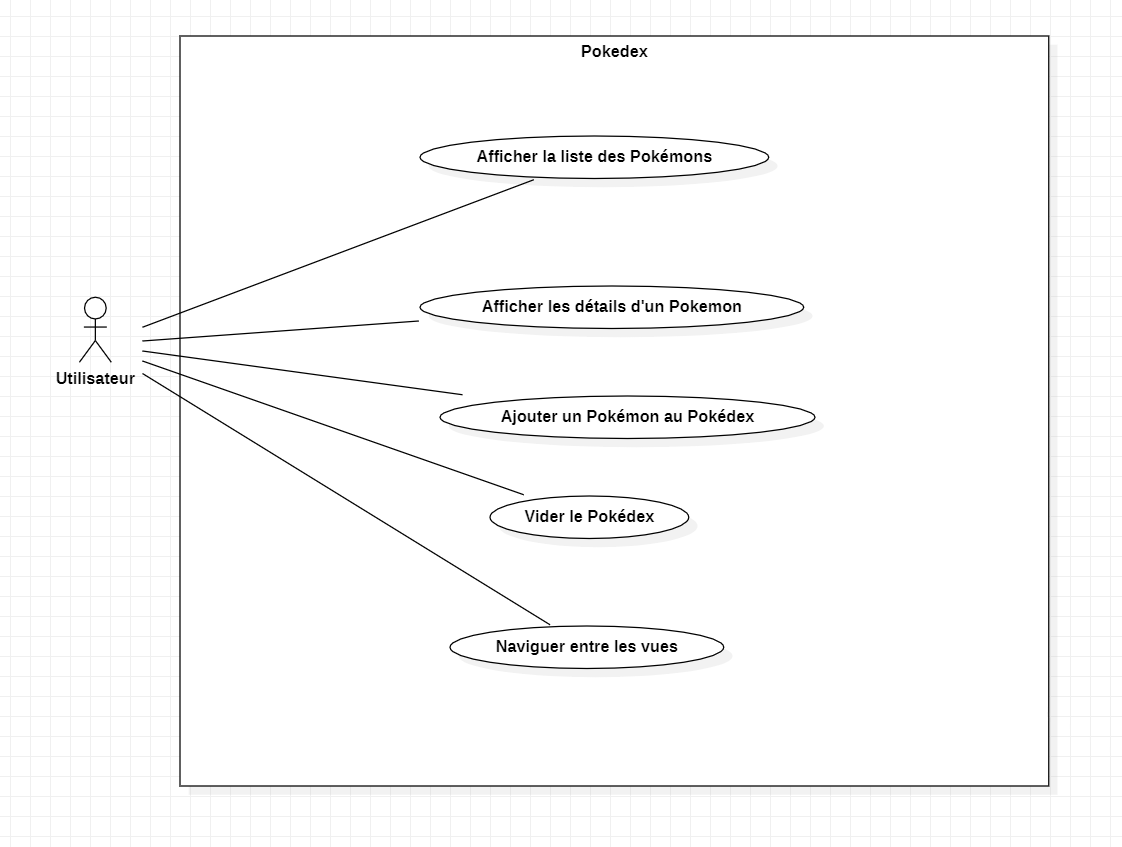 Pokedex
Afficher la liste des Pokémons
Afficher les détails d'un Pokemon
Utilisateur
Ajouter un Pokémon au Pokédex
Vider le Pokédex
Naviguer entre les vues